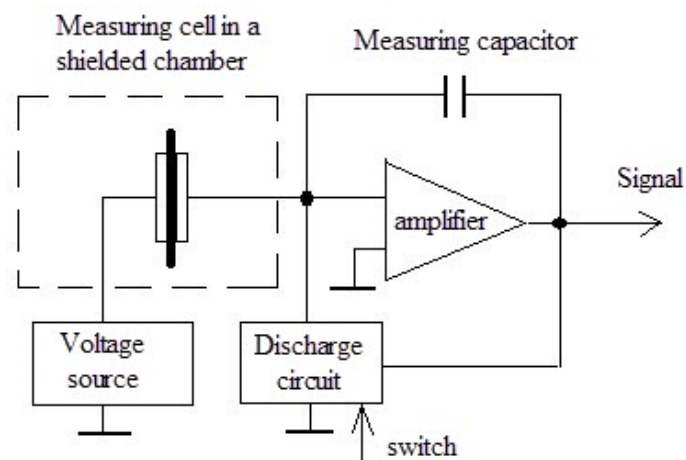 Measuring cell in a
shielded chamber
Measuring capacitor
Signal
amplifier
Voltage
source
Discharge
circuit
switch